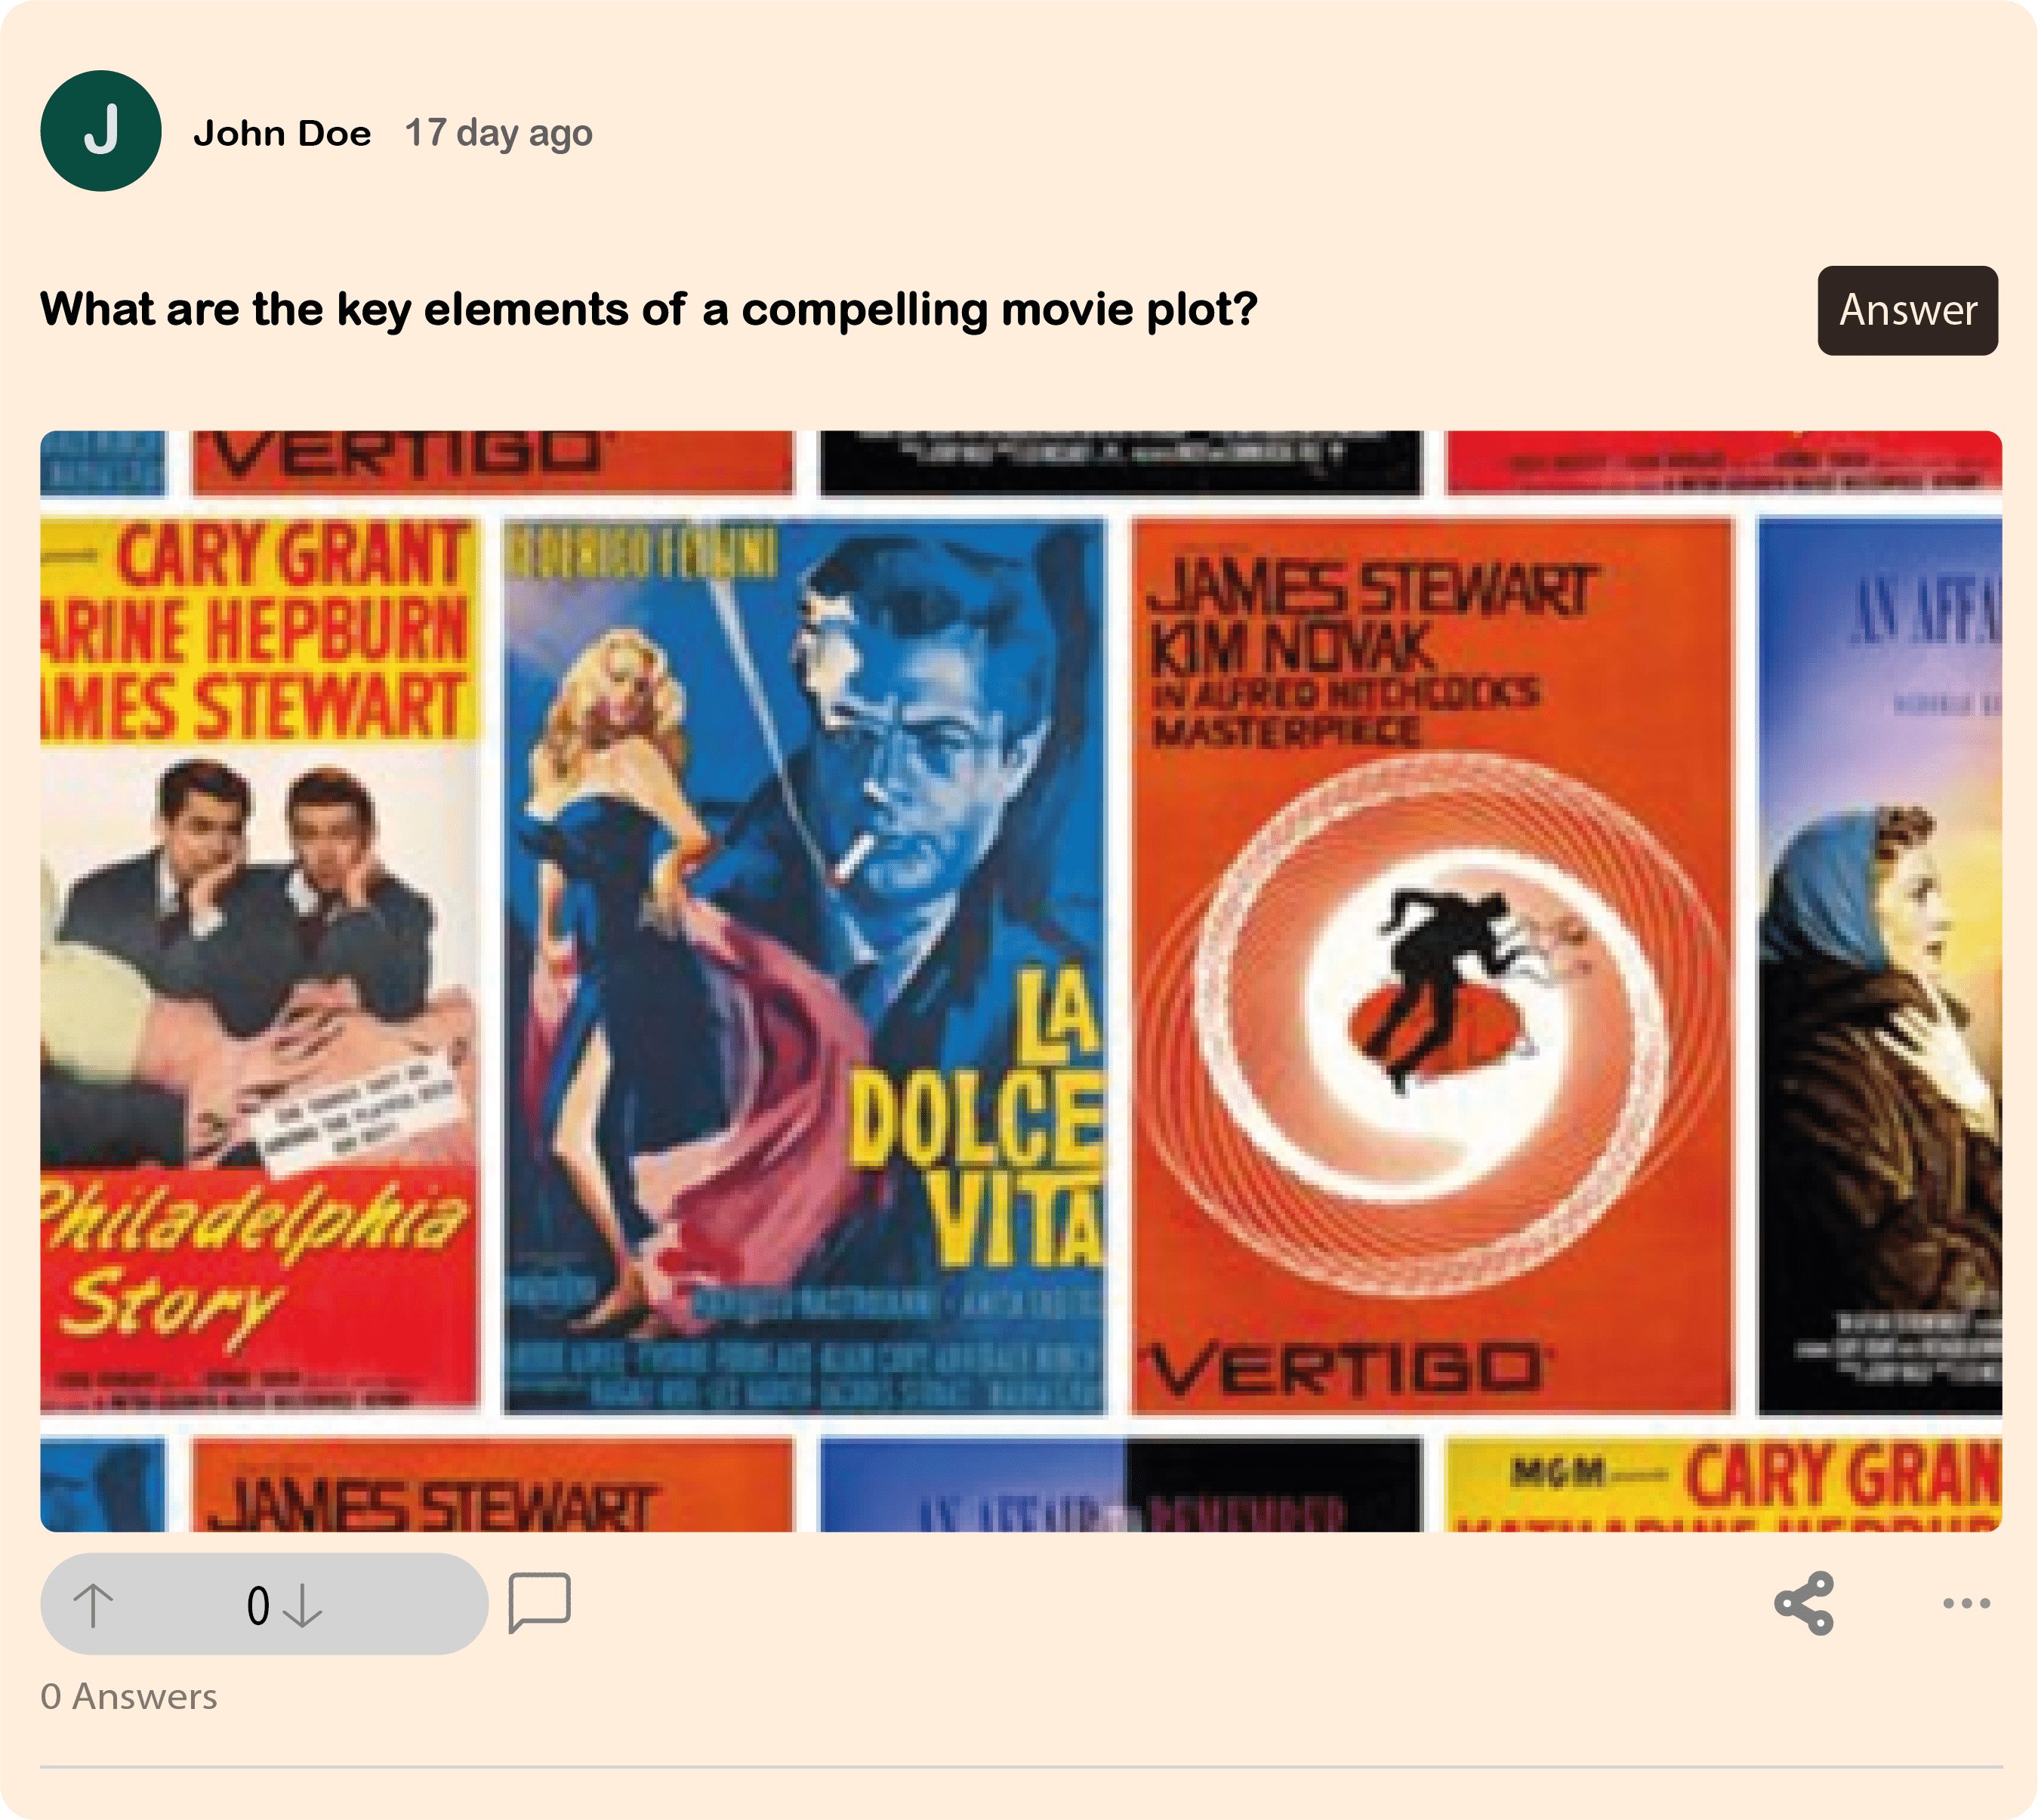 J
John Doe 17 day ago
What are the key elements of a compelling movie plot?
Answer
VERTIGO
CARY GRANT
ARINE HEPBURN
AMES STEWART
Philadelphia
Story
FEDERICO FELLINI
LA
DOLCE
VITA
JAMES STEWART
KIM NOVAK
IN ALFRED HITCHCOCK'S
MASTERPIECE
VERTIGO
AN AFFA
JAMES STEWART
AN AFFAIR REMEMBER
MGM CARY GRAN
KATHARINE HEPBUR
0
0 Answers